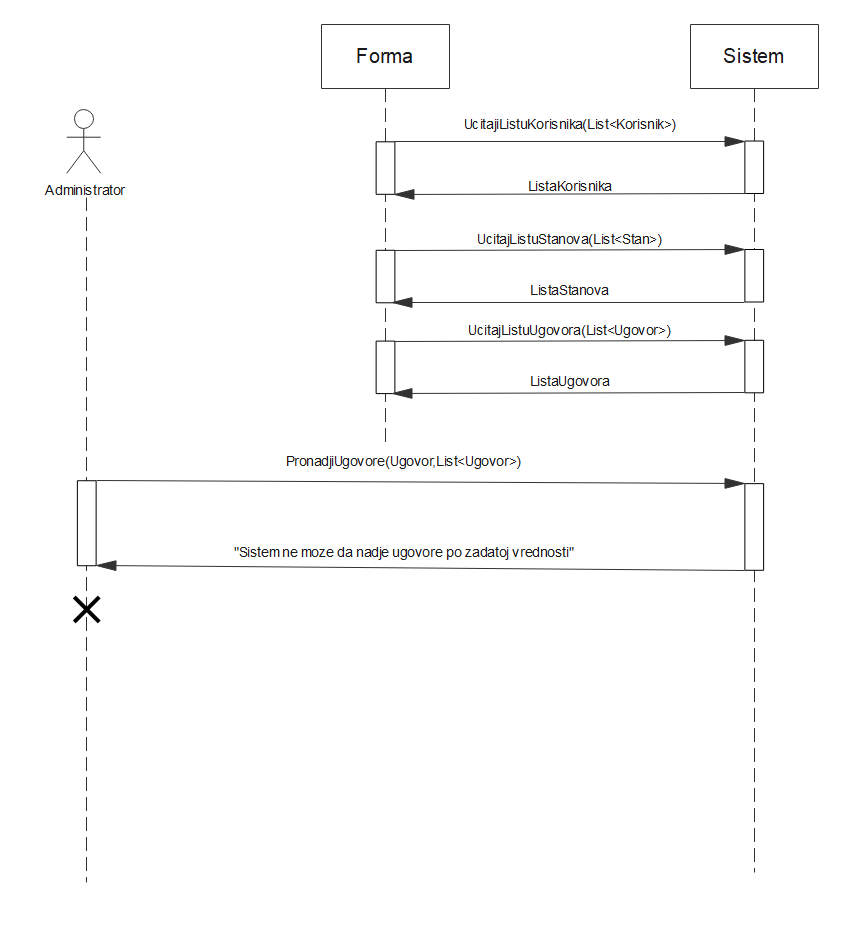 Forma
Sistem
Administrator
UcitajiListuKorisnika(List<Korisnik>)
ListaKorisnika
UcitajListuStanova(List<Stan>)
ListaStanova
UcitajListuUgovora(List<Ugovor>)
ListaUgovora
PronadjiUgovore(Ugovor,List<Ugovor>)
"Sistem ne moze da nadje ugovore po zadatoj vrednosti"